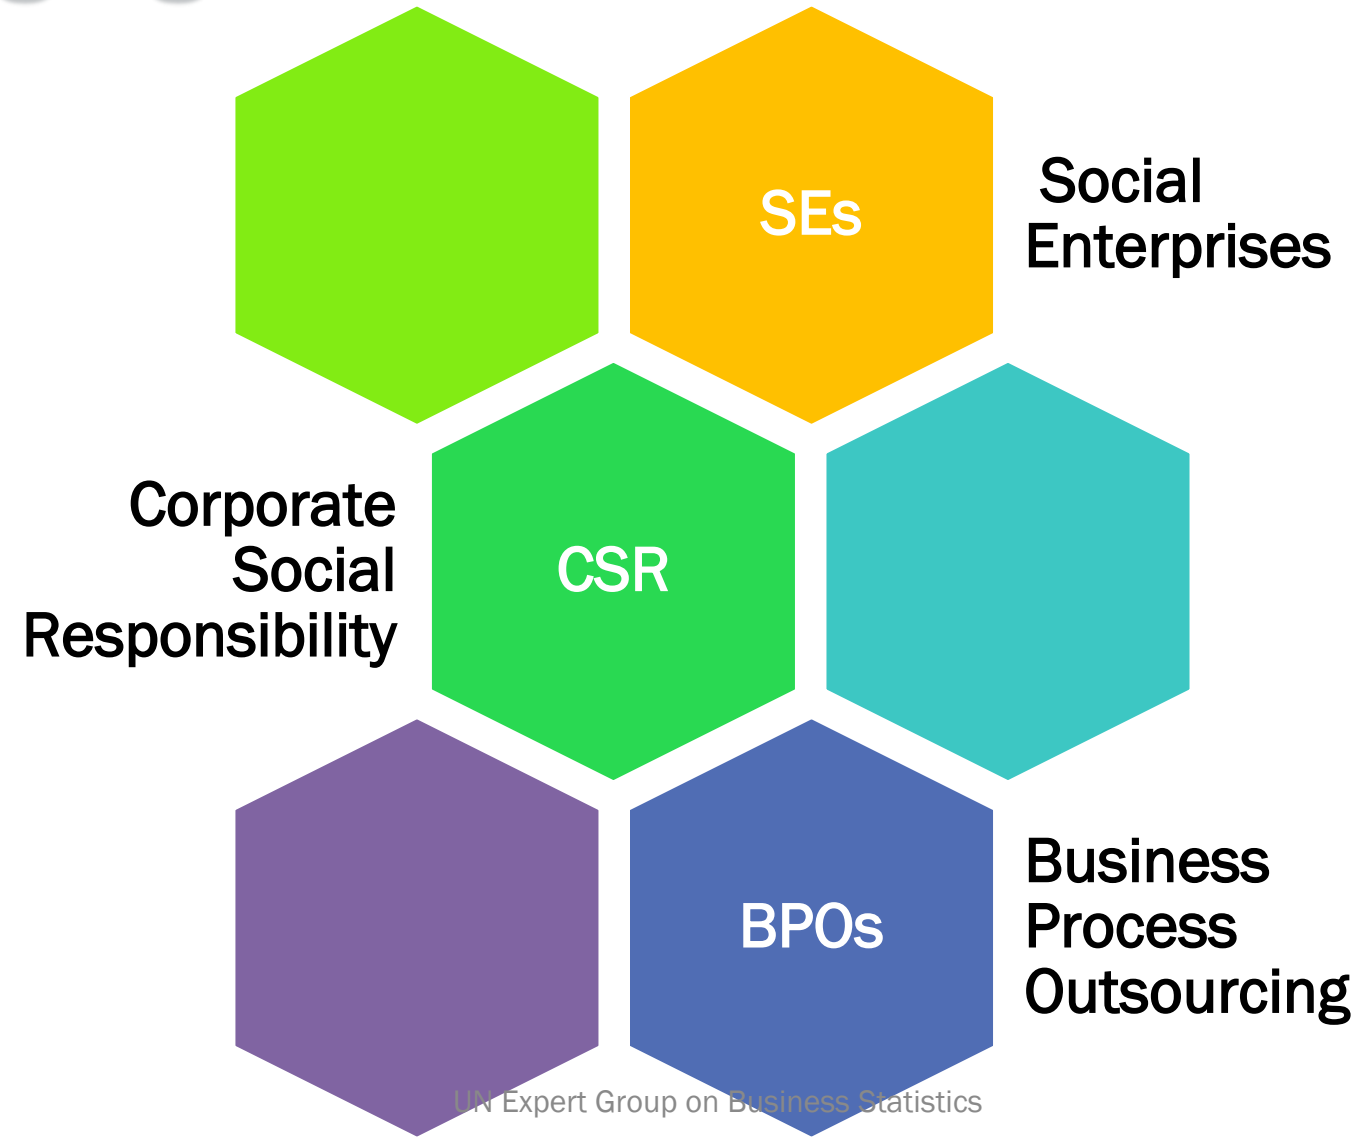 SEs
Social
Enterprises
Corporate
Social
Responsibility
CSR
BPOs
Business
Process
Outsourcing
UN Expert Group on Business Statistics